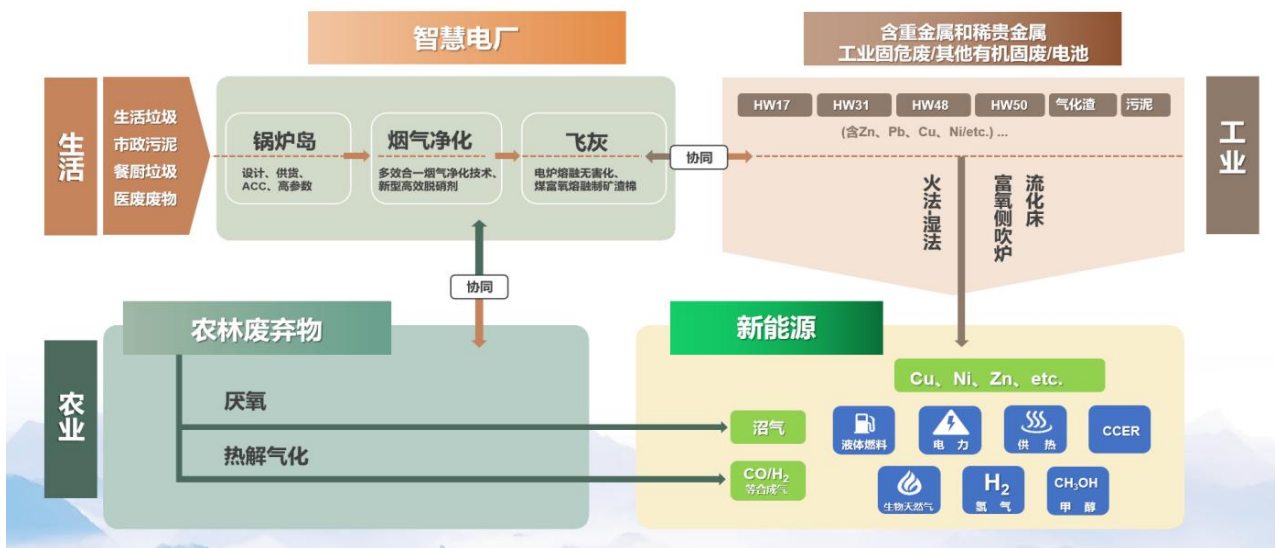 智慧电厂
含重金属和稀贵金属
工业固危废/其他有机固废/电池
生活
生活垃圾
市政污泥
餐厨垃圾
医废废物
锅炉岛
设计、供货、
ACC、高参数
烟气净化
多效合一烟气净化技术、
新型高效脱硝剂
飞灰
电炉熔融无害化、
煤富氧熔融制矿渣棉
协同
HW17
HW31
HW48
HW50
气化渣
污泥
(含Zn、Pb、Cu、Ni/etc.) ...
火法-湿法
富氧侧吹炉
流化床
工业
协同
农业
农林废弃物
厌氧
热解气化
新能源
Cu、Ni、Zn、etc.
沼气
CO/H₂
等合成气
液体燃料
电 力
供 热
CCER
生物天然气
H₂
氢 气
CH₃OH
甲 醇